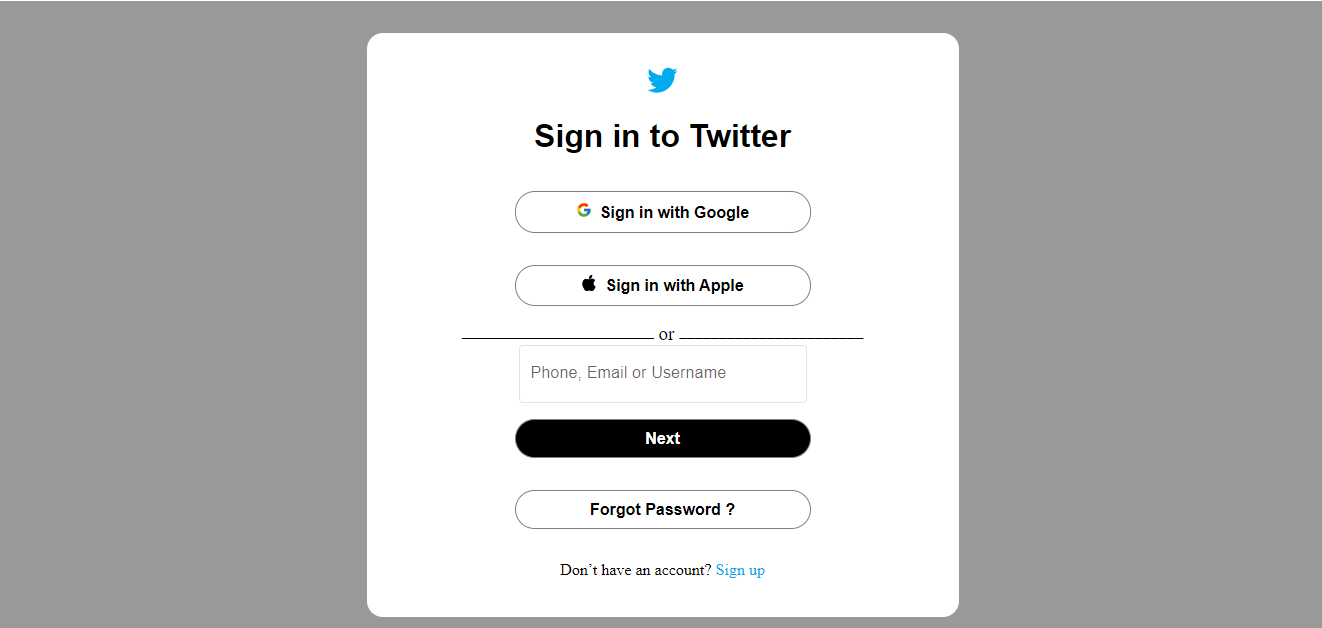 Sign in to Twitter
Sign in with Google
Sign in with Apple
or
Phone, Email or Username
Next
Forgot Password ?
Don’t have an account? Sign up